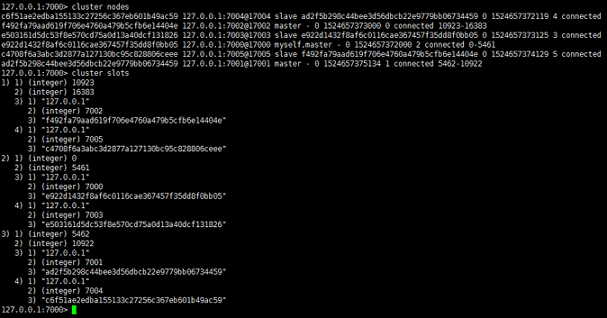 127.0.0.1:7000> cluster nodes
c6f51ae2edba155133c27256c367eb601b49ac59 127.0.0.1:7004@17004 slave ad2f5b298c44bee3d56dbcb22e9779bb06734459 0 1524657372119 4 connected
f492fa79aad619f706e4760a479b5cfb6e14404e 127.0.0.1:7002@17002 master - 0 1524657373000 0 connected 10923-16383
e503161d5dc53f8e570cd75a0d13a40dcf131826 127.0.0.1:7003@17003 slave e922d1432f8af6c0116cae367457f35dd8f0bb05 0 1524657373125 3 connected
e922d1432f8af6c0116cae367457f35dd8f0bb05 127.0.0.1:7000@17000 myself,master - 0 1524657372000 2 connected 0-5461
c4708f6a3abc3d2877a127130bc95c828806ceee 127.0.0.1:7005@17005 slave f492fa79aad619f706e4760a479b5cfb6e14404e 0 1524657374129 5 connected
ad2f5b298c44bee3d56dbcb22e9779bb06734459 127.0.0.1:7001@17001 master - 0 1524657375134 1 connected 5462-10922
127.0.0.1:7000> cluster slots
1) 1) (integer) 10923
2) (integer) 16383
3) 1) "127.0.0.1"
2) (integer) 7002
3) "f492fa79aad619f706e4760a479b5cfb6e14404e"
4) 1) "127.0.0.1"
2) (integer) 7005
3) "c4708f6a3abc3d2877a127130bc95c828806ceee"
2) 1) (integer) 0
2) (integer) 5461
3) 1) "127.0.0.1"
2) (integer) 7000
3) "e922d1432f8af6c0116cae367457f35dd8f0bb05"
4) 1) "127.0.0.1"
2) (integer) 7003
3) "e503161d5dc53f8e570cd75a0d13a40dcf131826"
3) 1) (integer) 5462
2) (integer) 10922
3) 1) "127.0.0.1"
2) (integer) 7001
3) "ad2f5b298c44bee3d56dbcb22e9779bb06734459"
4) 1) "127.0.0.1"
2) (integer) 7004
3) "c6f51ae2edba155133c27256c367eb601b49ac59"
127.0.0.1:7000>